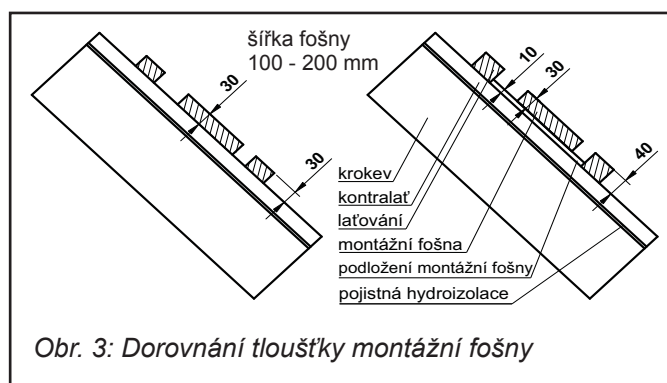 šířka fošny
100 - 200 mm
30
30
10
30
40
krokev
kontralať
laťování
montážní fošna
podložení montážní fošny
pojistná hydroizolace
Obr. 3: Dorovnání tloušťky montážní fošny